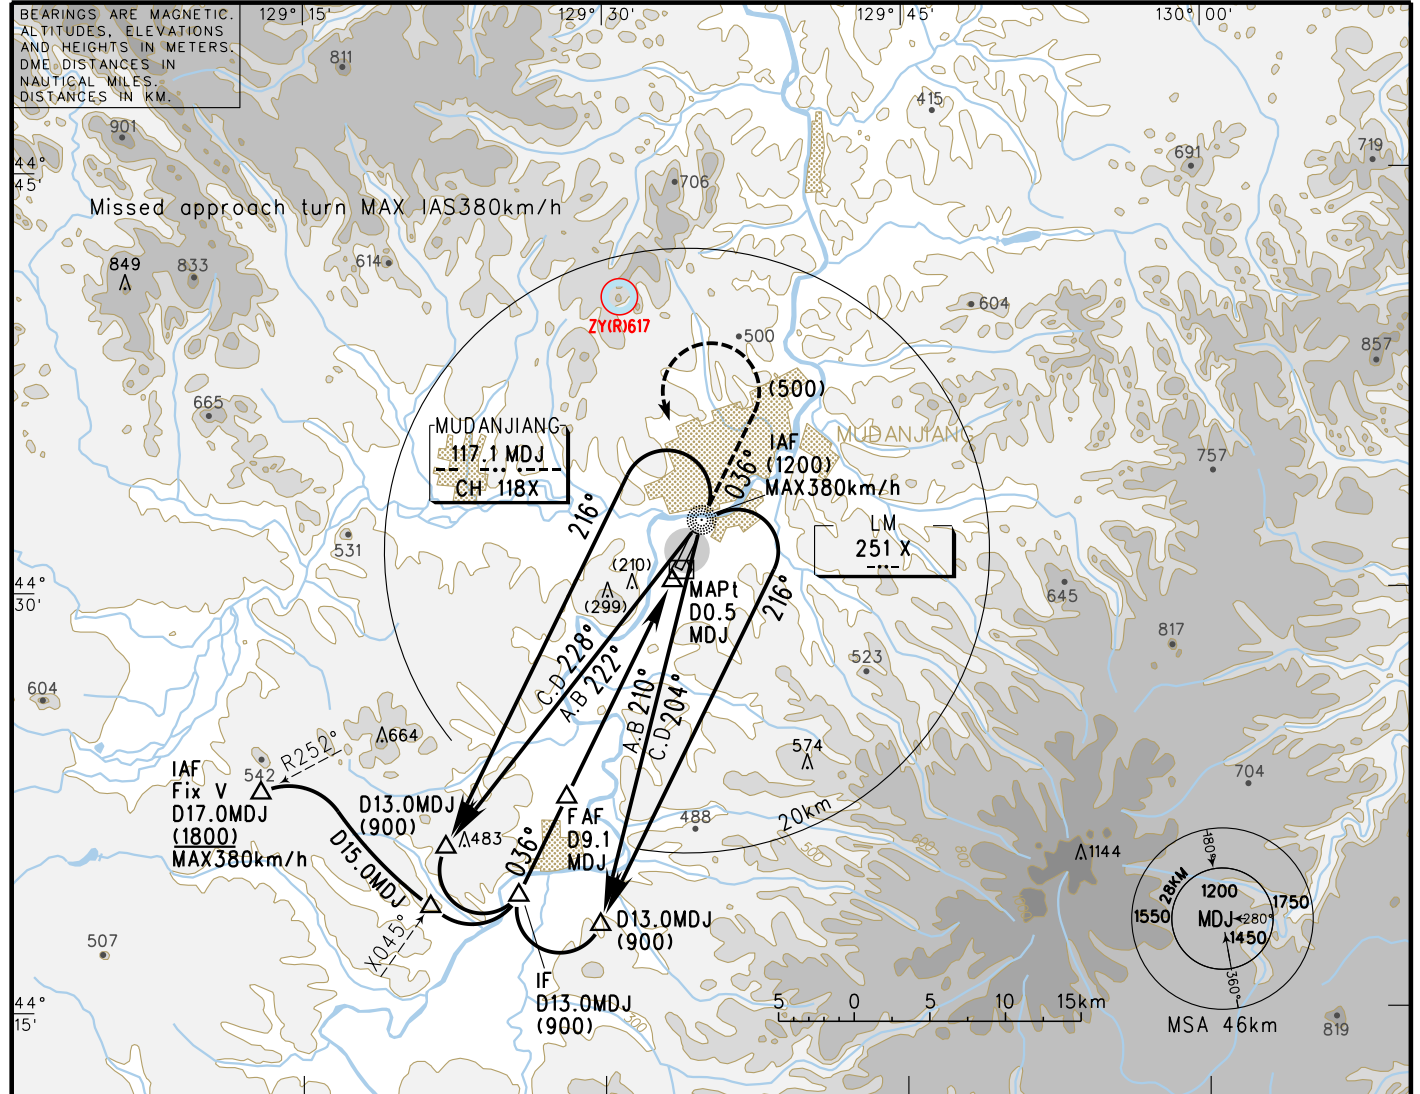 BEARINGS ARE MAGNETIC.
ALTITUDES, ELEVATIONS
AND HEIGHTS IN METERS.
DME DISTANCES IN
NAUTICAL MILES.
DISTANCES IN KM.
129° 15'
129° 30'
129° 45'
130° 00'
811
901
415
691
719
44°
45'
706
Missed approach turn MAX IAS380km/h
849
833
614
ZY(R)617
604
500
857
665
(500)
MUDANJIANG
117.1 MDJ
CH 118X
MUDANJIANG
IAF
(1200)
MAX380km/h
036°
757
216°
531
LM
251 X
44°
30'
(210)
(299)
MAPt
D0.5
MDJ
216°
645
817
523
C.D 228°
A.B 222°
A.B 210°
C.D 204°
604
664
574
R252°
542
IAF
Fix V
D17.0MDJ
(1800)
MAX380km/h
704
D13.0MDJ
(900)
483
FAF
D9.1
MDJ
488
20km
600
500
800
1144
036°
D15.0MDJ
X045°
507
D13.0MDJ
(900)
IF
D13.0MDJ
(900)
300
180°
28KM
1200
1750
1550
MDJ
280°
1450
360°
MSA 46km
44°
15'
5 0 5 10 15km
819